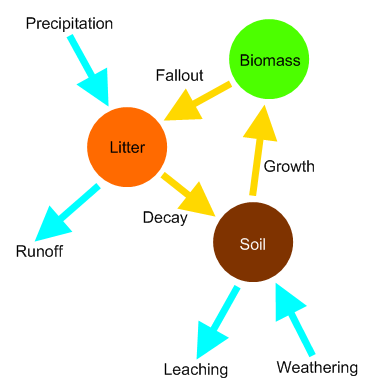 Precipitation
Biomass
Fallout
Litter
Growth
Decay
Soil
Runoff
Leaching
Weathering